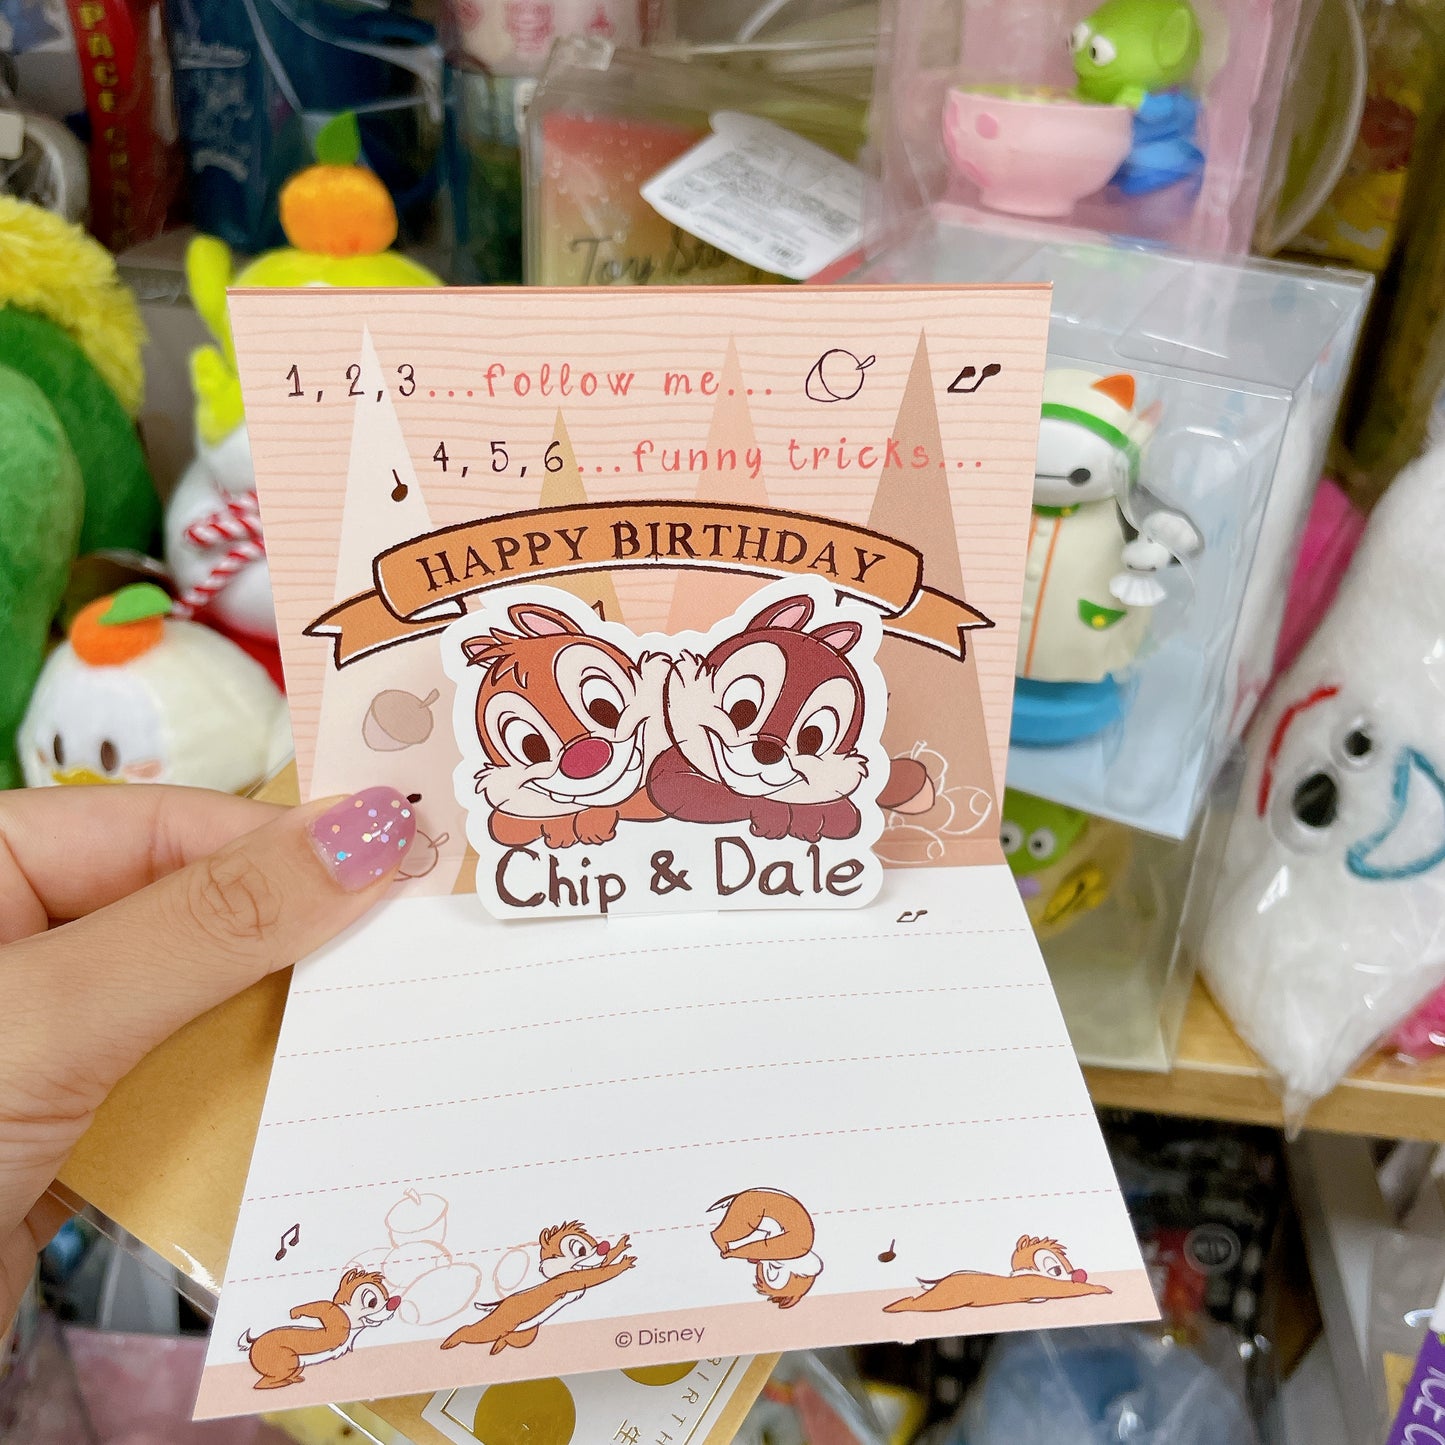 1, 2, 3...follow me...
4, 5, 6...funny tricks...
HAPPY BIRTHDAY
Chip & Dale
© Disney